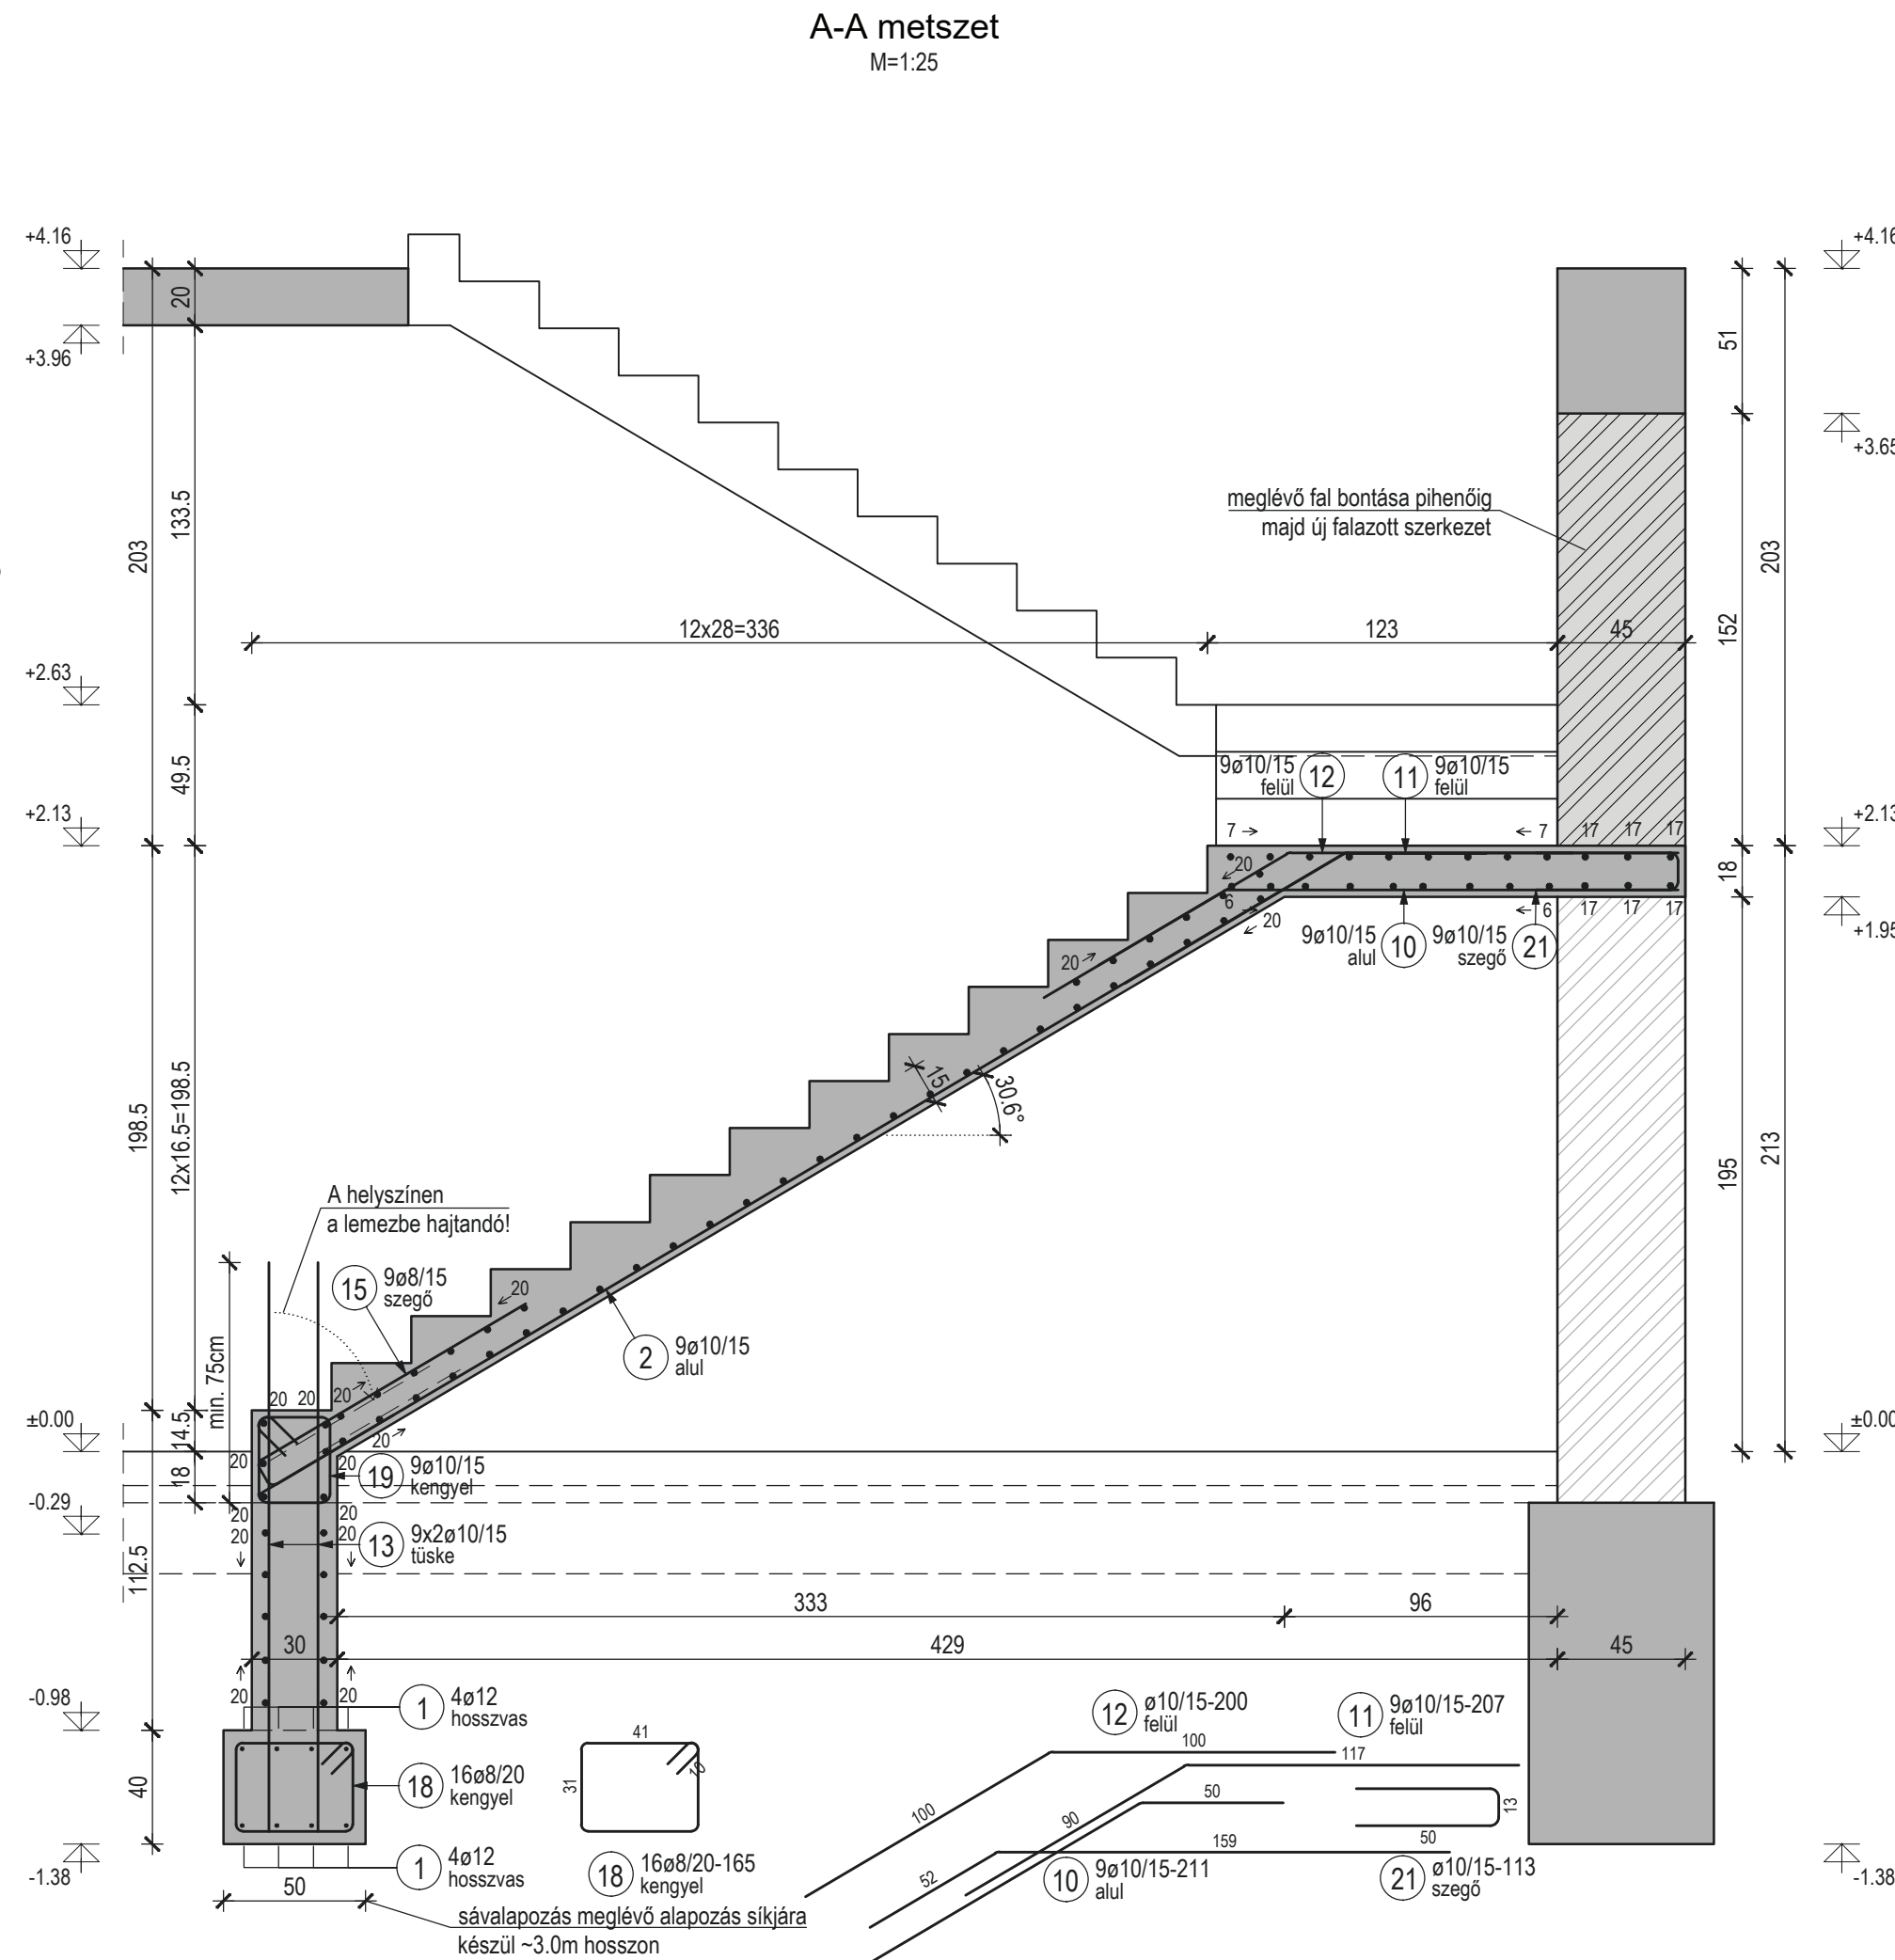 A-A metszet
M=1:25
+4.16
+4.16
20
+3.96
51
+3.65
133.5
203
meglévő fal bontása pihenőig
majd új falazott szerkezet
203
12x28=336
123
45
152
+2.63
49.5
9ø10/15
felül
12
11
9ø10/15
felül
+2.13
7
7
17
17
17
+2.13
20
18
6
6
17
17
17
20
9ø10/15
alul
10
9ø10/15
szegő
21
+1.95
20
15
30.6°
198.5
12x16.5=198.5
195
213
A helyszínen
a lemezbe hajtandó!
15
9ø8/15
szegő
20
min. 75cm
2
9ø10/15
alul
20
20
20
±0.00
14.5
20
±0.00
20
20
18
19
9ø10/15
kengyel
-0.29
20
20
20
20
13
9x2ø10/15
tüske
112.5
333
96
30
429
45
-0.98
20
20
1
4ø12
hosszvas
12
ø10/15-200
felül
11
9ø10/15-207
felül
41
100
117
40
18
16ø8/20
kengyel
31
10
50
13
100
90
159
50
-1.38
1
4ø12
hosszvas
18
16ø8/20-165
kengyel
52
10
9ø10/15-211
alul
21
ø10/15-113
szegő
-1.38
50
sávalapozás meglévő alapozás síkjára
készül ~3.0m hosszon